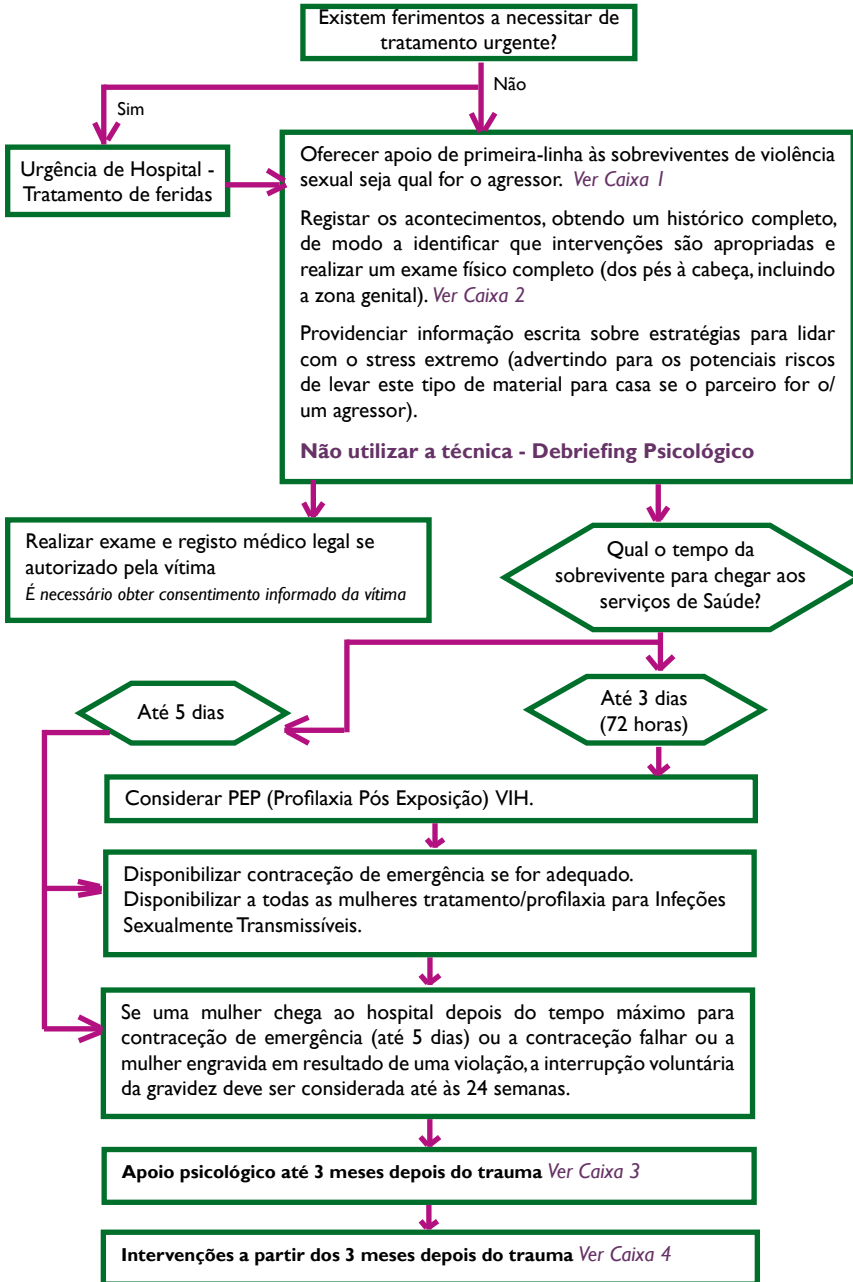 Existem ferimentos a necessitar de
tratamento urgente?
Não
Sim
Urgência de Hospital -
Tratamento de feridas
Oferecer apoio de primeira-linha às sobreviventes de violência
sexual seja qual for o agressor. Ver Caixa 1
Registar os acontecimentos, obtendo um histórico completo,
de modo a identificar que intervenções são apropriadas e
realizar um exame físico completo (dos pés à cabeça, incluindo
a zona genital). Ver Caixa 2
Providenciar informação escrita sobre estratégias para lidar
com o stress extremo (advertindo para os potenciais riscos
de levar este tipo de material para casa se o parceiro for o/
um agressor).
Não utilizar a técnica - Debriefing Psicológico
Realizar exame e registo médico legal se
autorizado pela vítima
É necessário obter consentimento informado da vítima
Qual o tempo da
sobrevivente para chegar aos
serviços de Saúde?
Até 5 dias
Até 3 dias
(72 horas)
Considerar PEP (Profilaxia Pós Exposição) VIH.
Disponibilizar contraceção de emergência se for adequado.
Disponibilizar a todas as mulheres tratamento/profilaxia para Infeções
Sexualmente Transmissíveis.
Se uma mulher chega ao hospital depois do tempo máximo para
contraceção de emergência (até 5 dias) ou a contraceção falhar ou a
mulher engravida em resultado de uma violação, a interrupção voluntária
da gravidez deve ser considerada até às 24 semanas.
Apoio psicológico até 3 meses depois do trauma Ver Caixa 3
Intervenções a partir dos 3 meses depois do trauma Ver Caixa 4